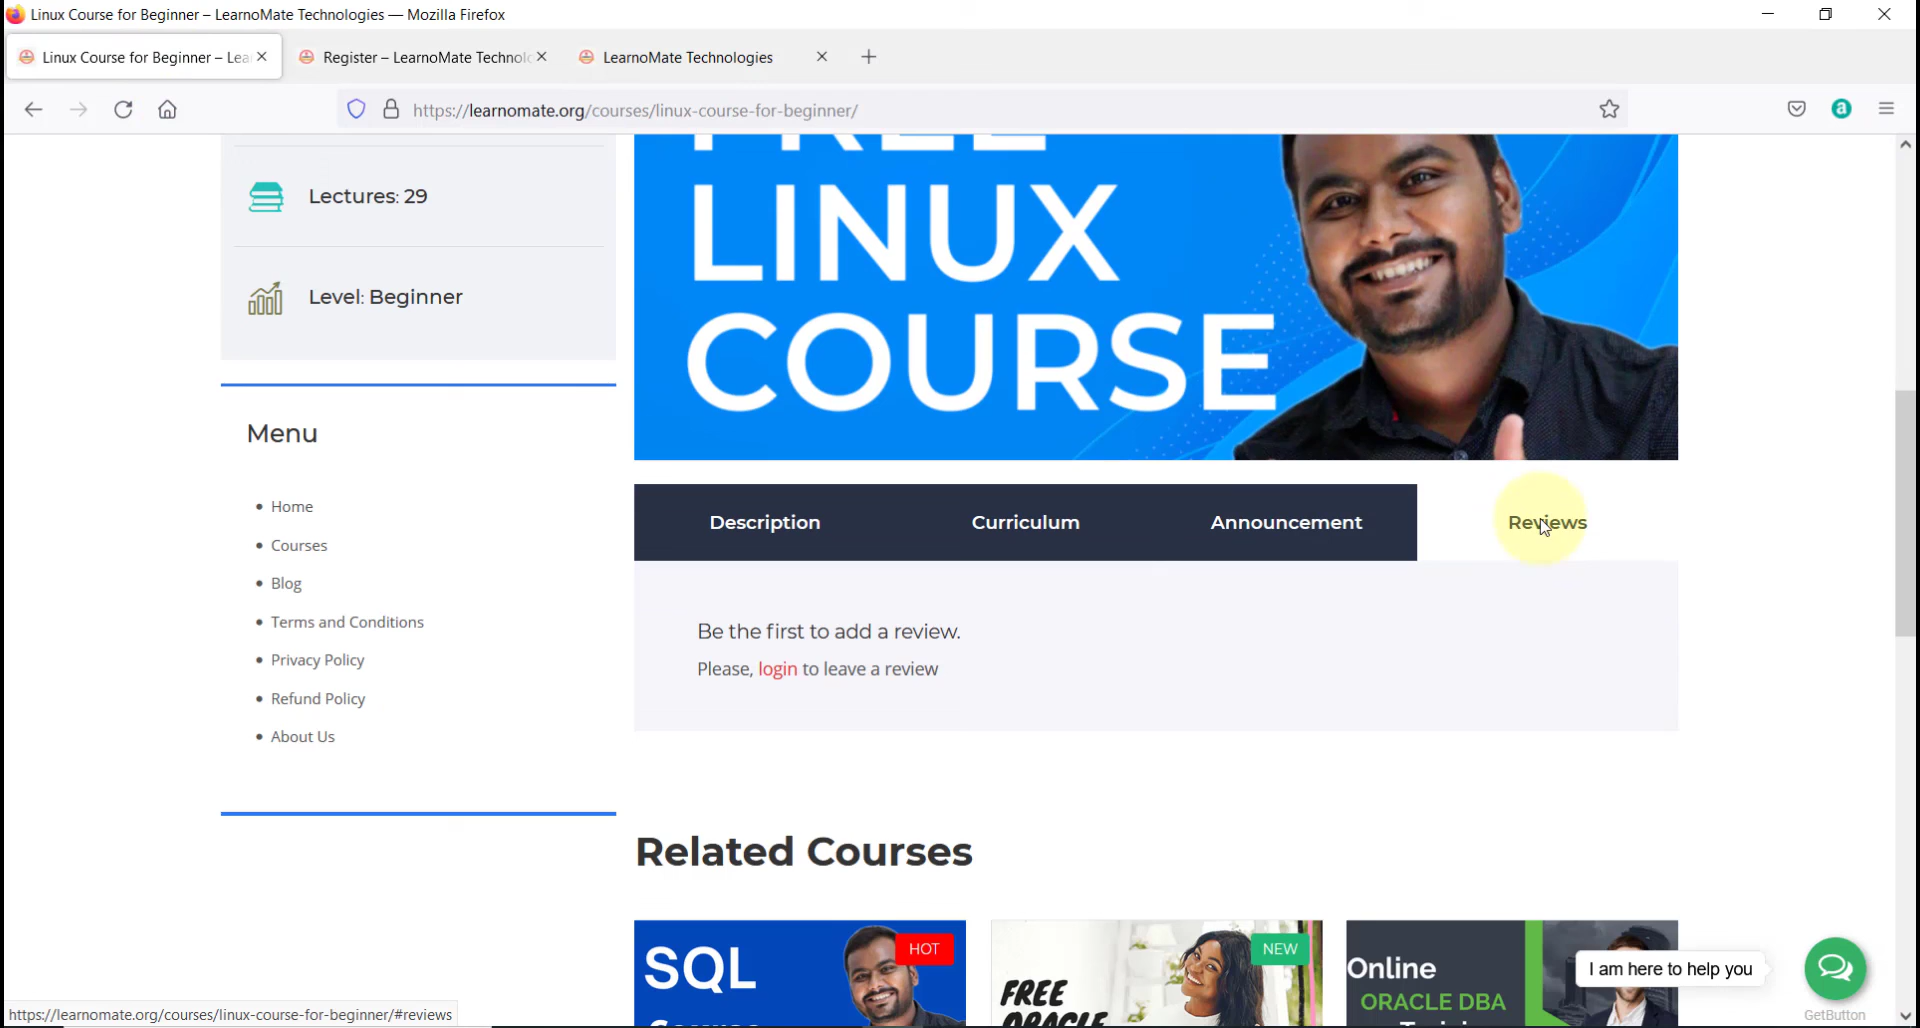 Linux Course for Beginner – LearnoMate Technologies — Mozilla Firefox
Linux Course for Beginner – Lea
Register – LearnoMate Technolo
LearnoMate Technologies
https://learnomate.org/courses/linux-course-for-beginner/
a
Lectures: 29
Level: Beginner
Menu
Home
Courses
Blog
Terms and Conditions
Privacy Policy
Refund Policy
About Us
FREE
LINUX
COURSE
Description
Curriculum
Announcement
Reviews
Be the first to add a review.
Please, login to leave a review
Related Courses
SQL
HOT
FREE
ORACLE
NEW
Online
ORACLE DBA
I am here to help you
GetButton
https://learnomate.org/courses/linux-course-for-beginner/#reviews